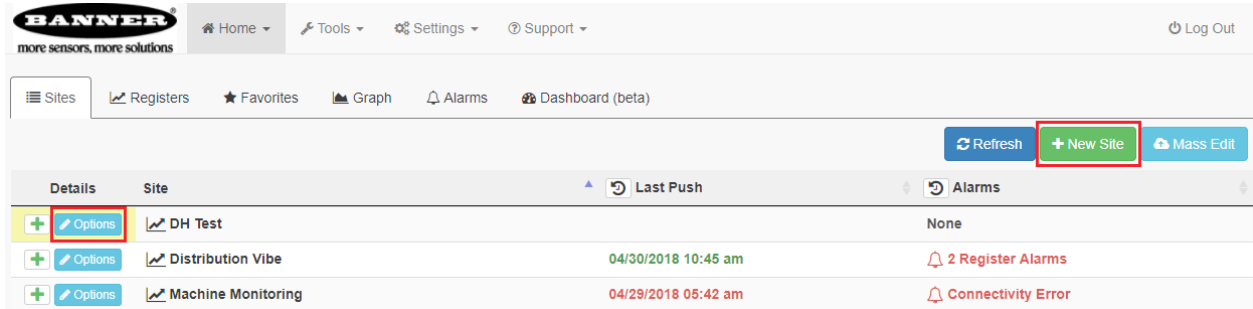 BANNER
more sensors, more solutions
Home Tools Settings Support Log Out
Sites Registers Favorites Graph Alarms Dashboard (beta)
Refresh + New Site Mass Edit
Details Site Last Push Alarms
+ Options DH Test None
+ Options Distribution Vibe 04/30/2018 10:45 am 2 Register Alarms
+ Options Machine Monitoring 04/29/2018 05:42 am Connectivity Error